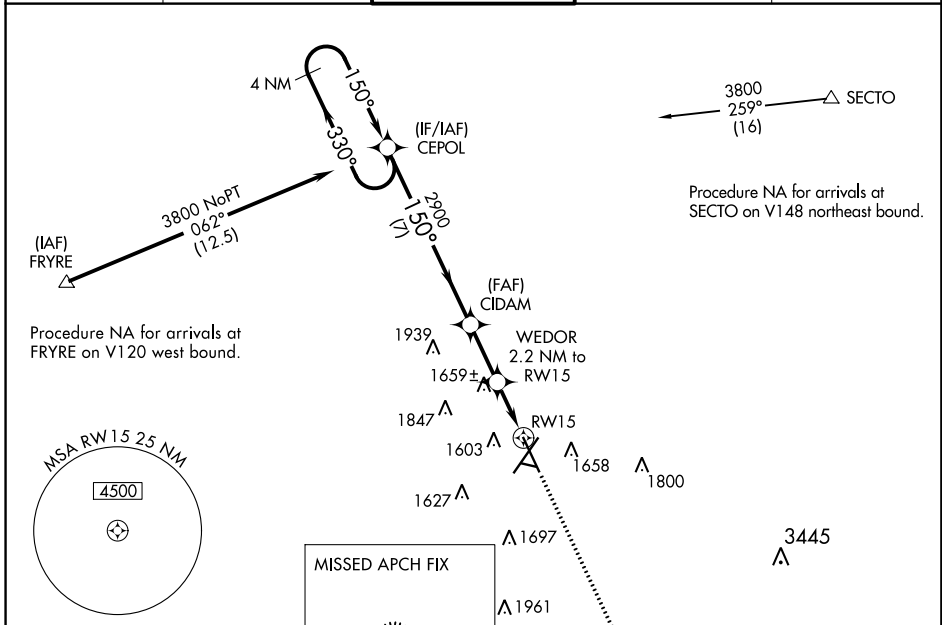 4 NM
150°
330°
(IF/IAF)
CEPOL
3800
259°
(16)
SECTO
Procedure NA for arrivals at
SECTO on V148 northeast bound.
3800 NoPT
062°
(12.5)
(IAF)
FRYRE
2900
150°
(7)
Procedure NA for arrivals at
FRYRE on V120 west bound.
(FAF)
CIDAM
1939
WEDOR
2.2 NM to
RW15
1659±
1847
RW15
1603
1658
1800
1627
MSA RW15 25 NM
4500
1697
3445
MISSED APCH FIX
1961